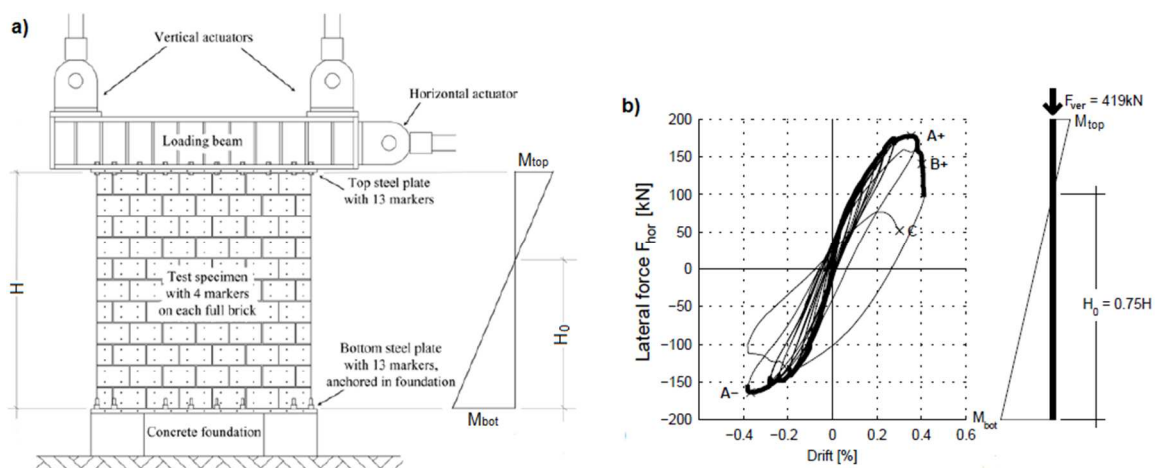 a)
Vertical actuators
Horizontal actuator
Loading beam
Mtop
Top steel plate
with 13 markers
H
Test specimen
with 4 markers
on each full brick
H0
Bottom steel plate
with 13 markers,
anchored in foundation
Mbot
Concrete foundation
b)
Fver = 419kN
Mtop
200
150
100
50
0
−50
−100
−150
−200
Lateral force Fhor [kN]
A+
B+
C
A−
H0 = 0.75H
Mbot
−0.4 −0.2 0 0.2 0.4 0.6
Drift [%]